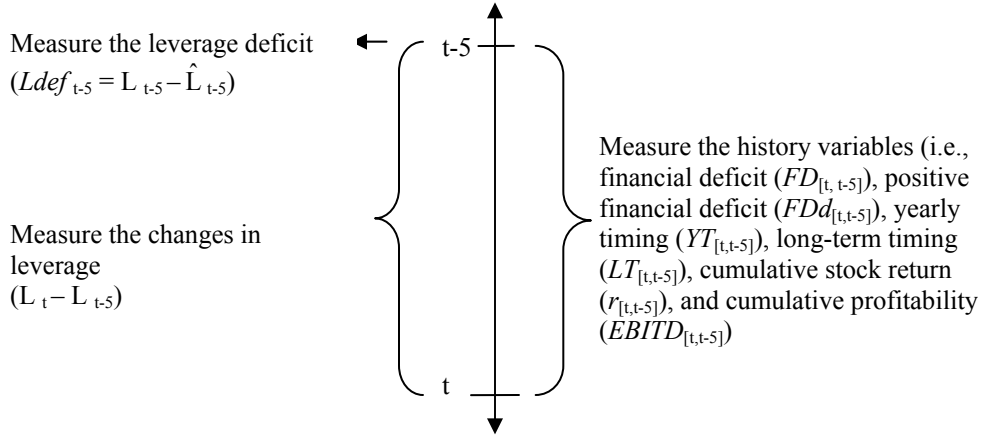 Measure the leverage deficit
(Ldef t-5 = L t-5 – L̂ t-5)
t-5
Measure the changes in
leverage
(L t – L t-5)
Measure the history variables (i.e.,
financial deficit (FD[t, t-5]), positive
financial deficit (FDd[t,t-5]), yearly
timing (YT[t,t-5]), long-term timing
(LT[t,t-5]), cumulative stock return
(r[t,t-5]), and cumulative profitability
(EBITD[t,t-5])
t